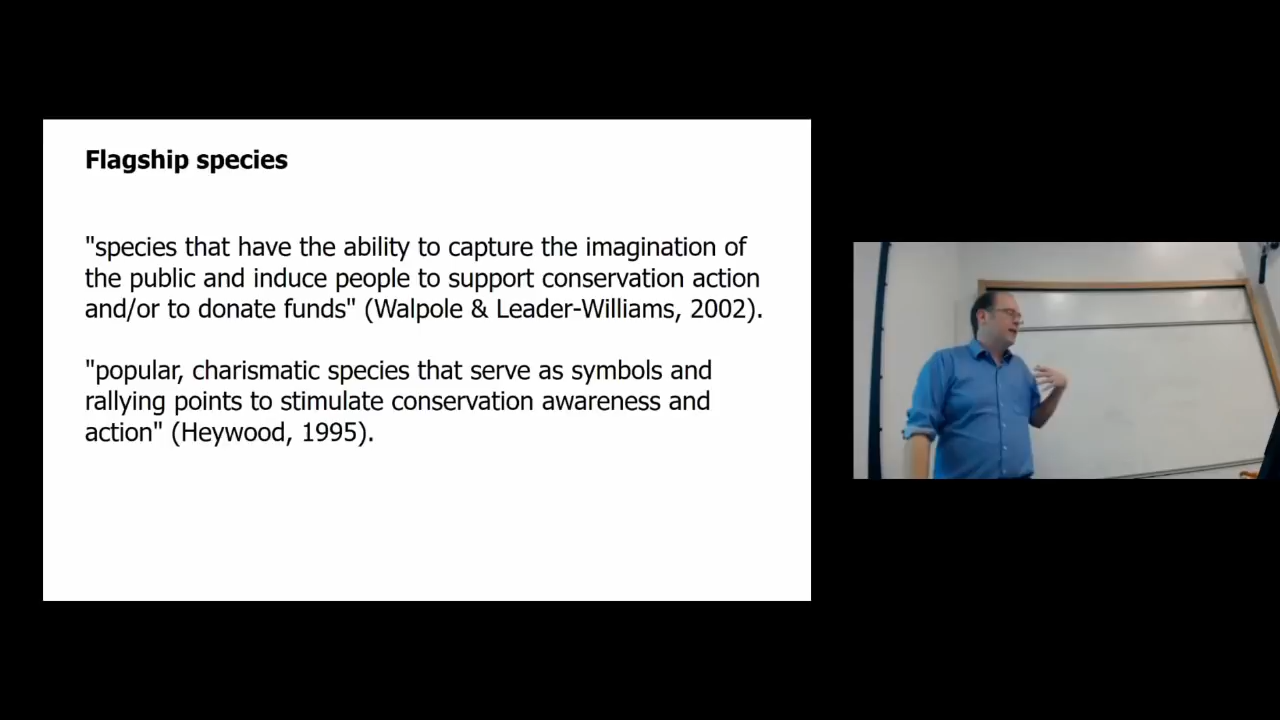 Flagship species
"species that have the ability to capture the imagination of
the public and induce people to support conservation action
and/or to donate funds" (Walpole & Leader-Williams, 2002).
"popular, charismatic species that serve as symbols and
rallying points to stimulate conservation awareness and
action" (Heywood, 1995).